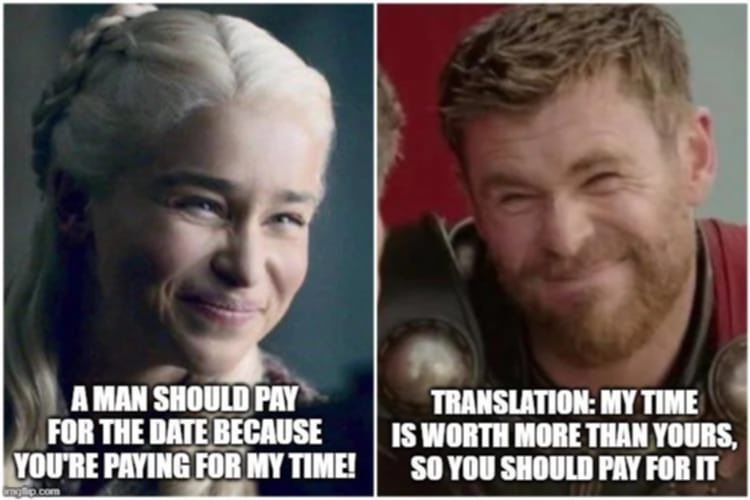 A MAN SHOULD PAY
FOR THE DATE BECAUSE
YOU'RE PAYING FOR MY TIME!
TRANSLATION: MY TIME
IS WORTH MORE THAN YOURS,
SO YOU SHOULD PAY FOR IT
imgflip.com